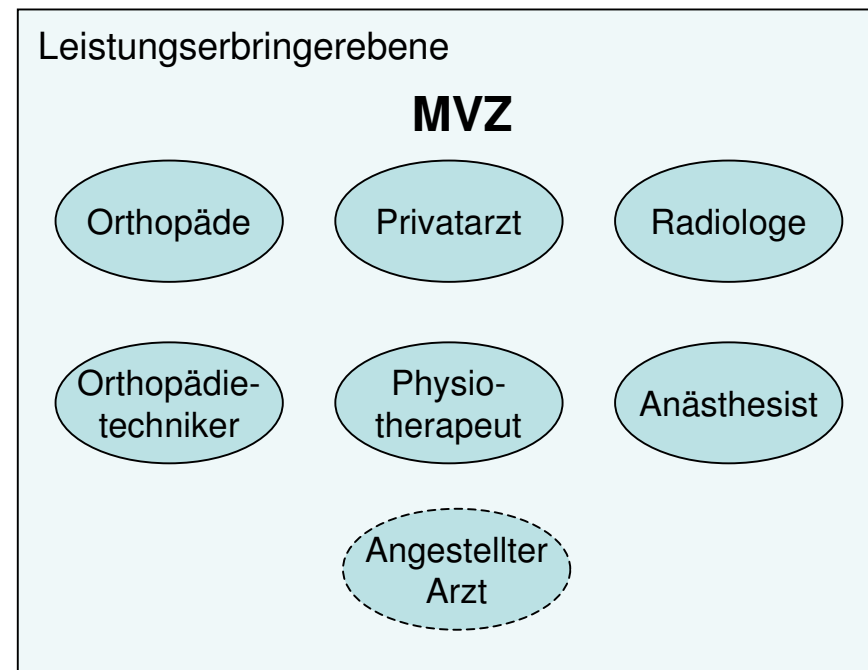 Leistungserbringerebene
MVZ
Orthopäde
Privatarzt
Radiologe
Orthopädie-
techniker
Physio-
therapeut
Anästhesist
Angestellter
Arzt